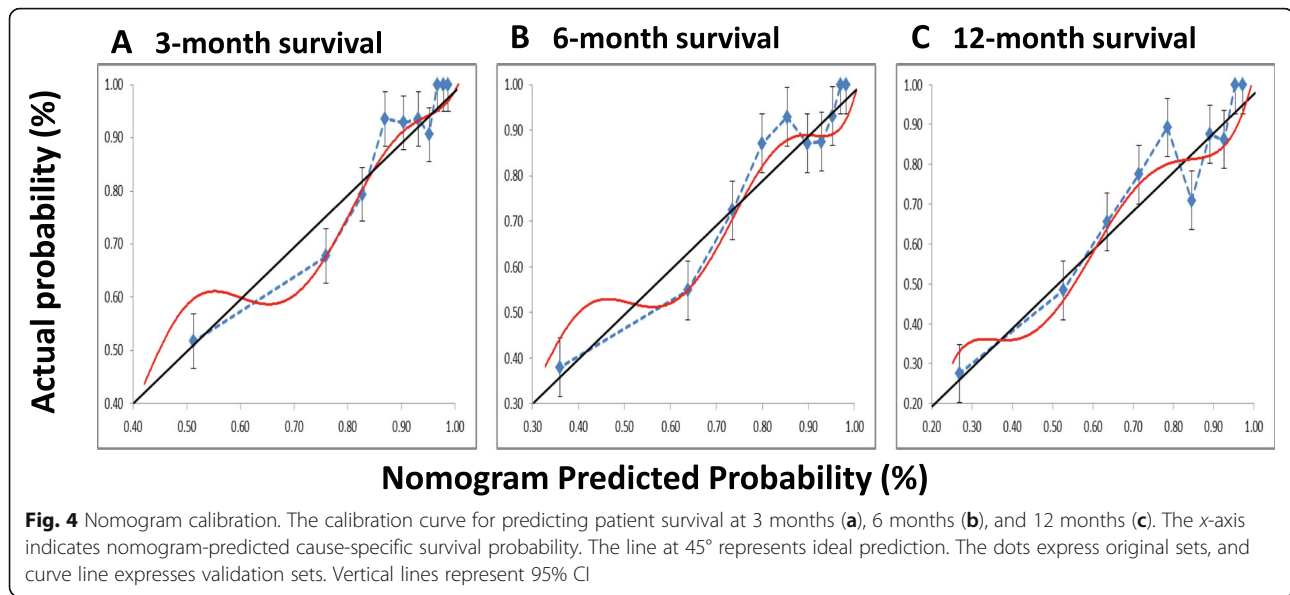 A 3-month survival
B 6-month survival
C 12-month survival
Actual probability (%)
1.00
0.90
0.80
0.70
0.60
0.50
0.40
0.40 0.50 0.60 0.70 0.80 0.90 1.00
1.00
0.90
0.80
0.70
0.60
0.50
0.40
0.30
0.30 0.40 0.50 0.60 0.70 0.80 0.90 1.00
1.00
0.90
0.80
0.70
0.60
0.50
0.40
0.30
0.20
0.20 0.30 0.40 0.50 0.60 0.70 0.80 0.90 1.00
Nomogram Predicted Probability (%)
Fig. 4 Nomogram calibration. The calibration curve for predicting patient survival at 3 months (a), 6 months (b), and 12 months (c). The x-axis
indicates nomogram-predicted cause-specific survival probability. The line at 45° represents ideal prediction. The dots express original sets, and
curve line expresses validation sets. Vertical lines represent 95% CI